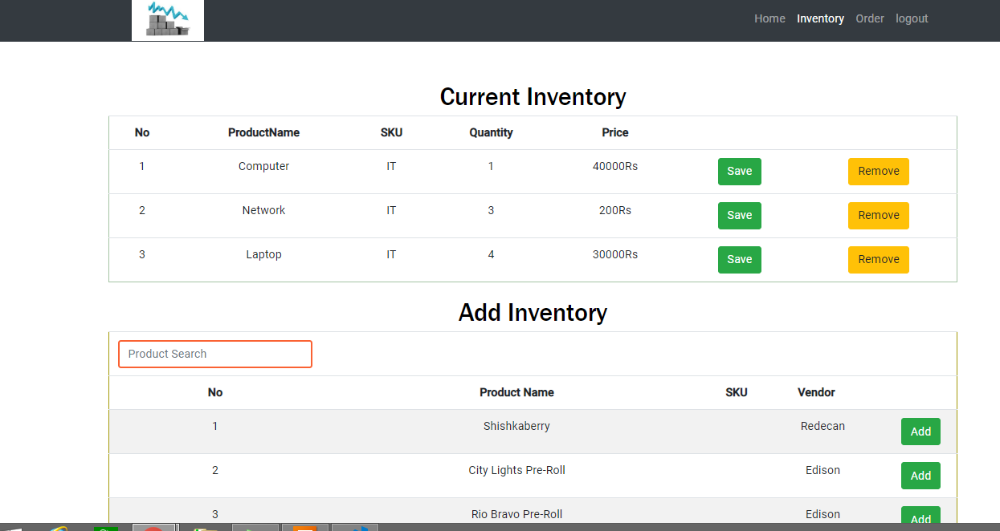 Home Inventory Order logout
Current Inventory
No ProductName SKU Quantity Price
1 Computer IT 1 40000Rs Save Remove
2 Network IT 3 200Rs Save Remove
3 Laptop IT 4 30000Rs Save Remove
Add Inventory
Product Search
No Product Name SKU Vendor
1 Shishkaberry Redecan Add
2 City Lights Pre-Roll Edison Add
3 Rio Bravo Pre-Roll Edison Add